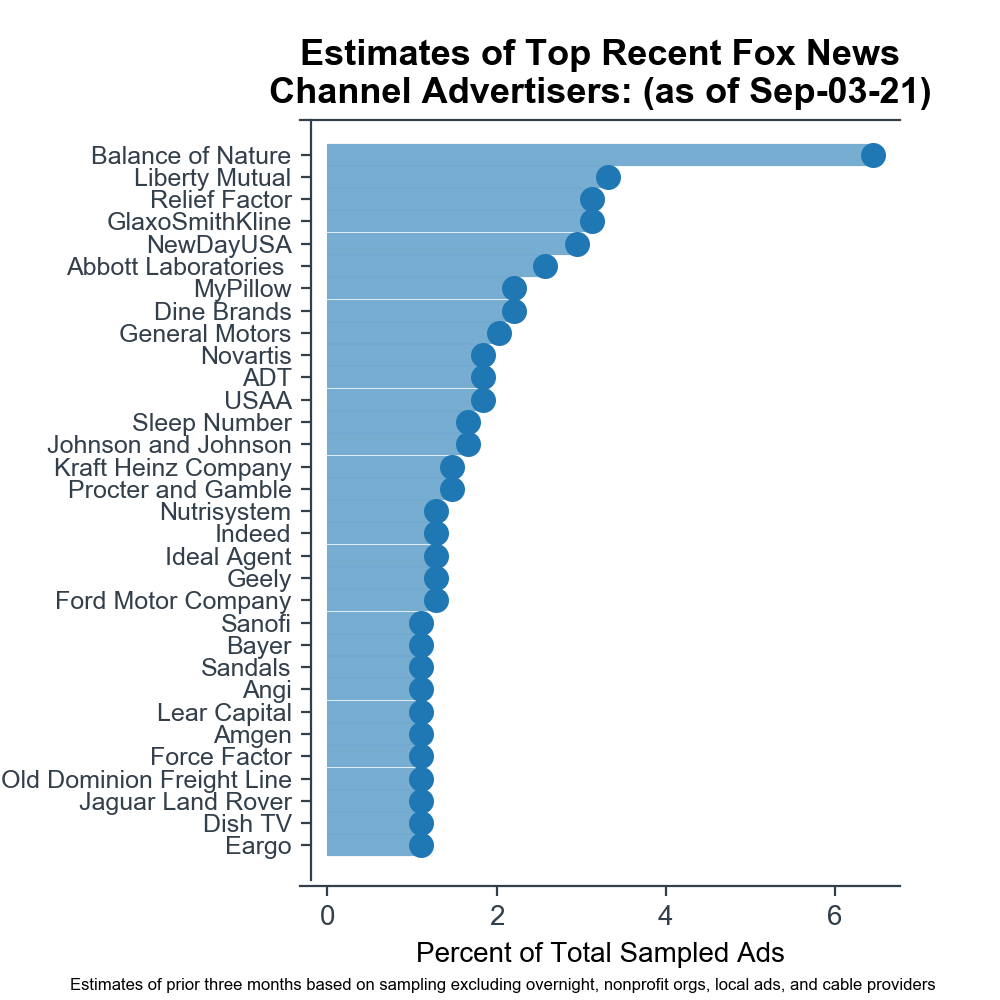 Estimates of Top Recent Fox News
Channel Advertisers: (as of Sep-03-21)
Balance of Nature
Liberty Mutual
Relief Factor
GlaxoSmithKline
NewDayUSA
Abbott Laboratories
MyPillow
Dine Brands
General Motors
Novartis
ADT
USAA
Sleep Number
Johnson and Johnson
Kraft Heinz Company
Procter and Gamble
Nutrisystem
Indeed
Ideal Agent
Geely
Ford Motor Company
Sanofi
Bayer
Sandals
Angi
Lear Capital
Amgen
Force Factor
Old Dominion Freight Line
Jaguar Land Rover
Dish TV
Eargo
0 2 4 6
Percent of Total Sampled Ads
Estimates of prior three months based on sampling excluding overnight, nonprofit orgs, local ads, and cable providers